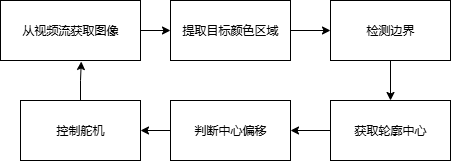 从视频流获取图像
提取目标颜色区域
检测边界
获取轮廓中心
判断中心偏移
控制舵机